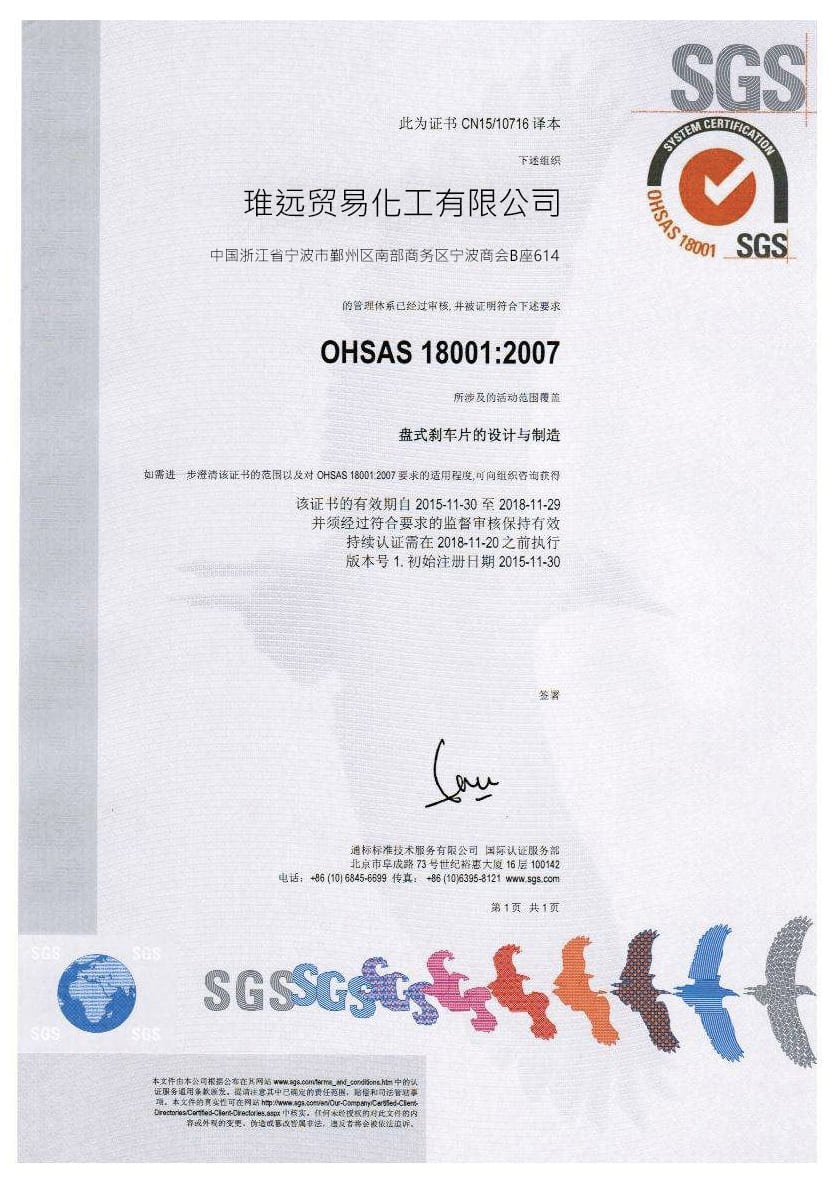 SGS
SYSTEM CERTIFICATION
OHSAS 18001
SGS
此为证书 CN15/10716 译本
下述组织
琟远贸易化工有限公司
中国浙江省宁波市鄞州区南部商务区宁波商会B座614
的管理体系已经过审核,并被证明符合下述要求
OHSAS 18001:2007
所涉及的活动范围覆盖
盘式刹车片的设计与制造
如需进一步澄清该证书的范围以及对 OHSAS 18001:2007 要求的适用程度,可向组织咨询获得
该证书的有效期自 2015-11-30 至 2018-11-29
并须经过符合要求的监督审核保持有效
持续认证需在 2018-11-20 之前执行
版本号 1. 初始注册日期 2015-11-30
签署
通标标准技术服务有限公司 国际认证服务部
北京市阜成路 73 号世纪裕惠大厦 16 层 100142
电话: +86 (10) 6845-6699 传真: +86 (10)6395-8121 www.sgs.com
第 1 页 共 1 页
SGS SGS
SGS SGS
SGS SGS
本文件由本公司根据公布在其网站 www.sgs.com/terms_and_conditions.htm 中的认
证服务通用条款颁发。提请注意其中已确定的责任范围, 赔偿和司法管辖事
项。本文件的真实性可在网站 http://www.sgs.com/en/Our-Company/Certified-Client-
Directories/Certified-Client-Directories.aspx 中核实。任何未经授权的对此文件的内
容或外观的变更、伪造或篡改皆属非法, 违反者将会被依法追诉。